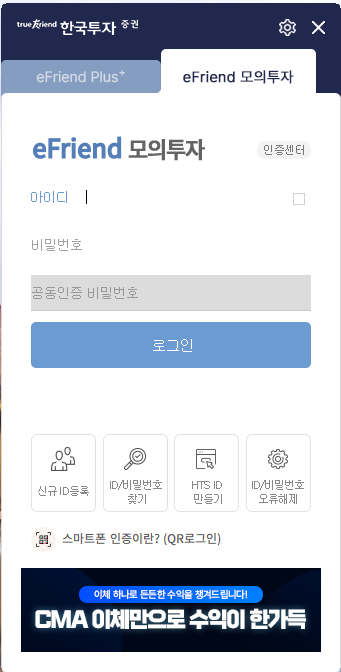 true Friend 한국투자 증권
eFriend Plus+
eFriend 모의투자
eFriend 모의투자
인증센터
아이디
비밀번호
공동인증 비밀번호
로그인
신규ID등록
ID/비밀번호
찾기
HTS ID
만들기
ID/비밀번호
오류해제
스마트폰 인증이란? (QR로그인)
이체 하나로 든든한 수익을 챙겨드립니다!
CMA 이체만으로 수익이 한가득